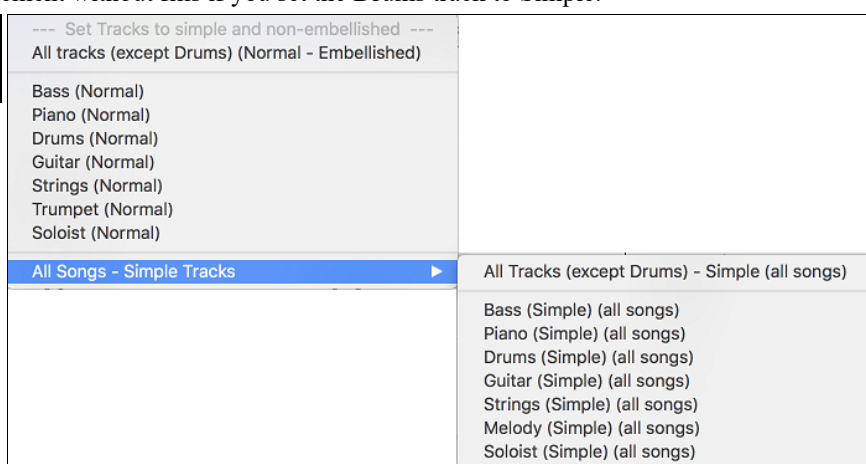 --- Set Tracks to simple and non-embellished ---
All tracks (except Drums) (Normal - Embellished)
Bass (Normal)
Piano (Normal)
Drums (Normal)
Guitar (Normal)
Strings (Normal)
Trumpet (Normal)
Soloist (Normal)
All Songs - Simple Tracks
All Tracks (except Drums) - Simple (all songs)
Bass (Simple) (all songs)
Piano (Simple) (all songs)
Drums (Simple) (all songs)
Guitar (Simple) (all songs)
Strings (Simple) (all songs)
Melody (Simple) (all songs)
Soloist (Simple) (all songs)